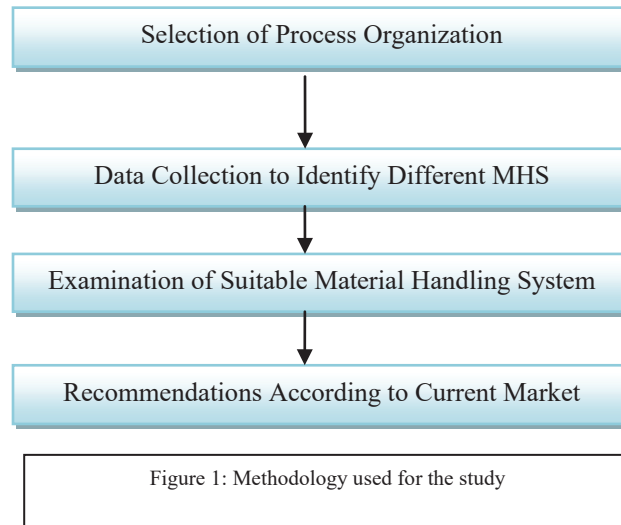 Selection of Process Organization
Data Collection to Identify Different MHS
Examination of Suitable Material Handling System
Recommendations According to Current Market
Figure 1: Methodology used for the study